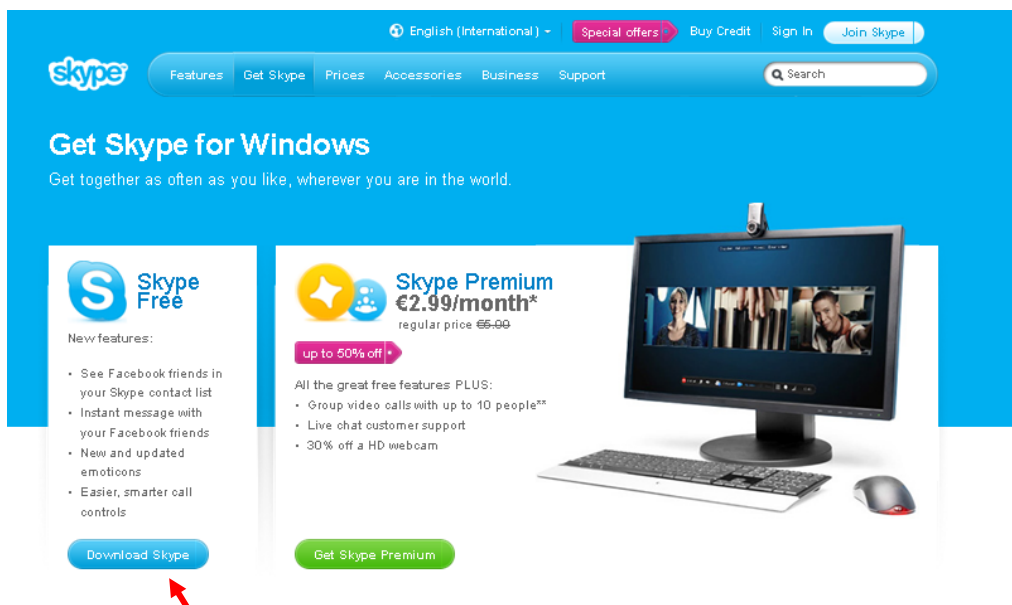 English (International)
Special offers
Buy Credit
Sign In
Join Skype
skype
Features
Get Skype
Prices
Accessories
Business
Support
Search
Get Skype for Windows
Get together as often as you like, wherever you are in the world.
Skype
Free
New features:
• See Facebook friends in
your Skype contact list
• Instant message with
your Facebook friends
• New and updated
emoticons
• Easier, smarter call
controls
Download Skype
Skype Premium
€2.99/month*
regular price €5.00
up to 50% off
All the great free features PLUS:
• Group video calls with up to 10 people**
• Live chat customer support
• 30% off a HD webcam
Get Skype Premium